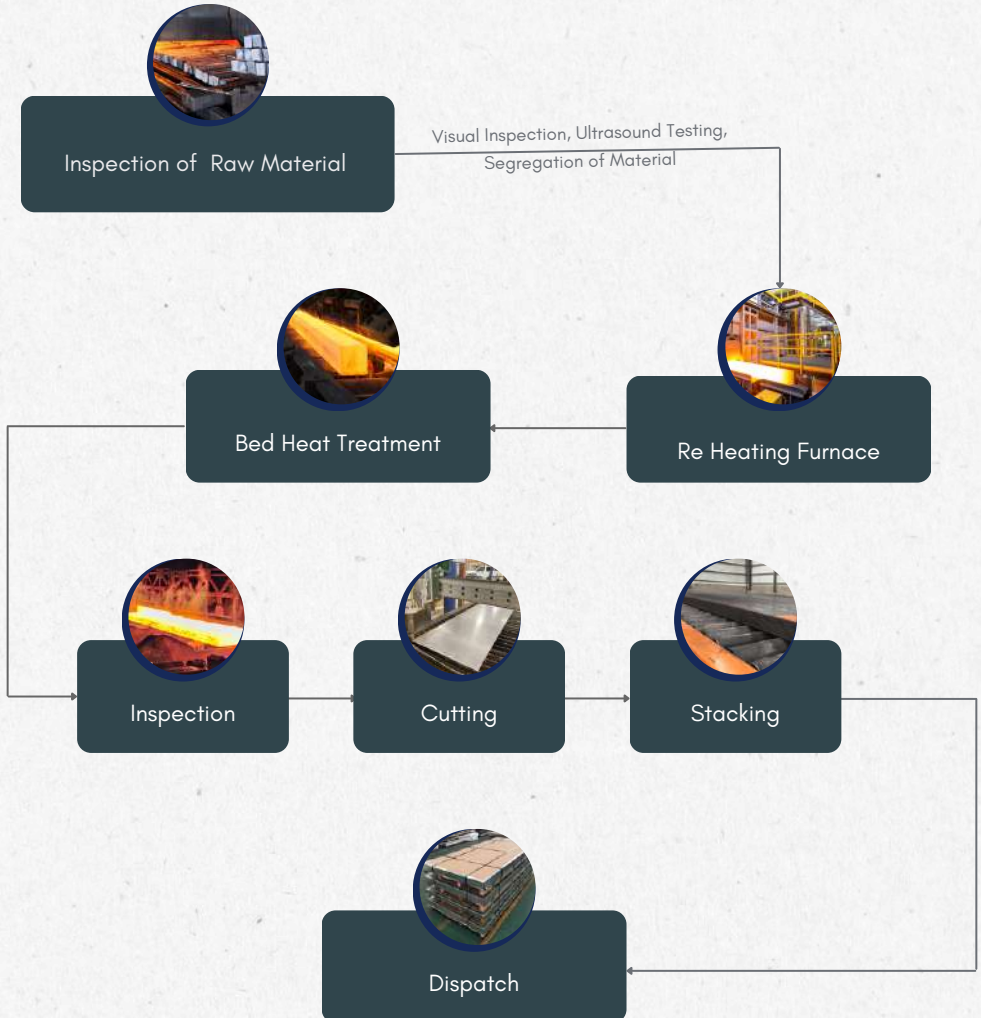 Inspection of Raw Material
Visual Inspection, Ultrasound Testing,
Segregation of Material
Re Heating Furnace
Bed Heat Treatment
Inspection
Cutting
Stacking
Dispatch